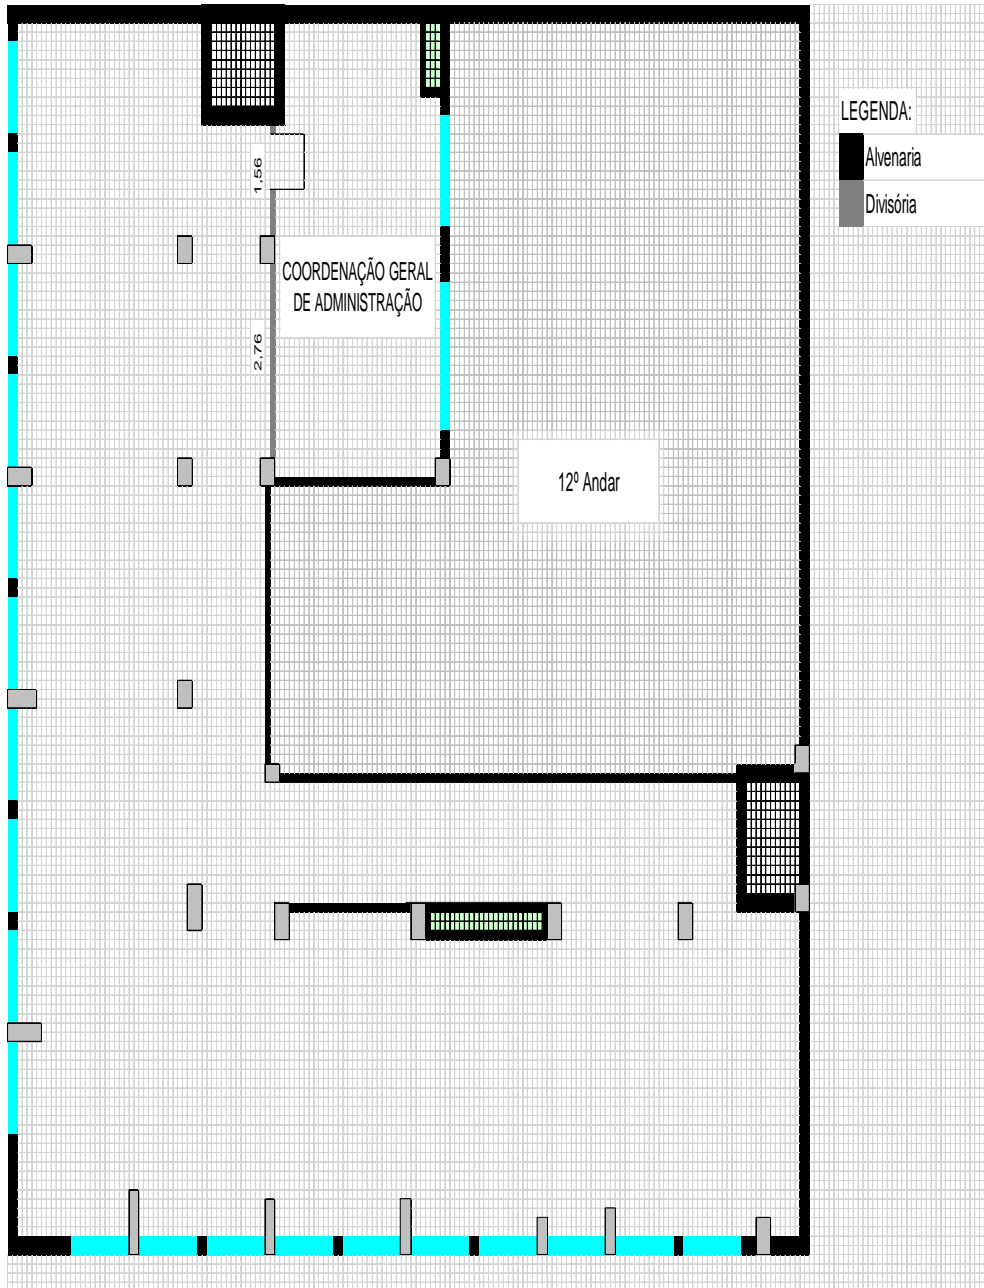 LEGENDA:
Alvenaria
1,56
Divisória
COORDENAÇÃO GERAL
DE ADMINISTRAÇÃO
2,76
12º Andar